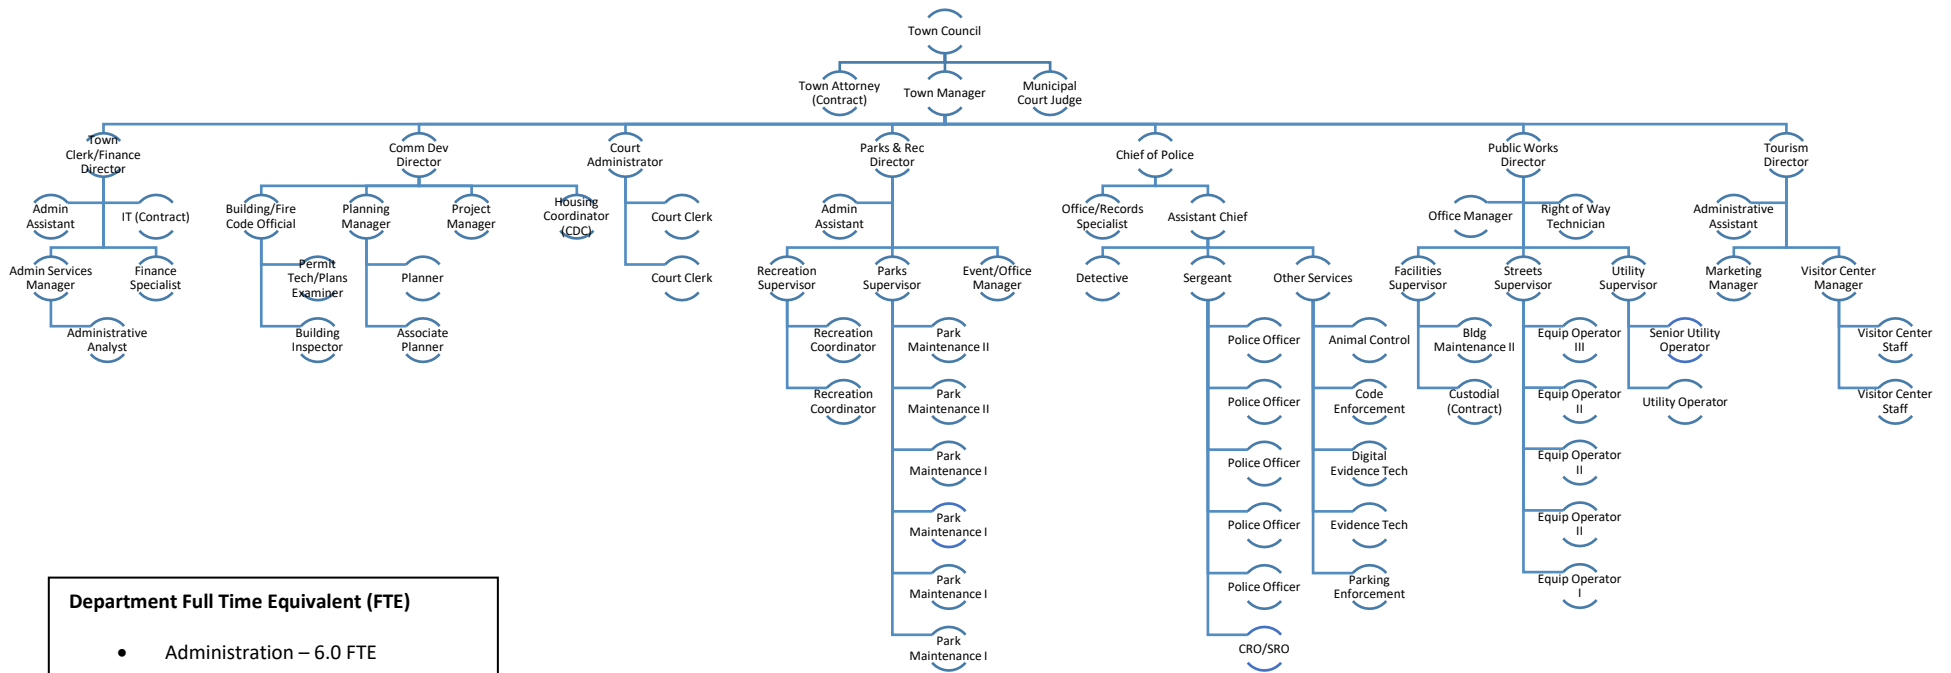 Town Council
Town Attorney
(Contract)
Town Manager
Municipal
Court Judge
Town
Clerk/Finance
Director
Comm Dev
Director
Court
Administrator
Parks & Rec
Director
Chief of Police
Public Works
Director
Tourism
Director
Admin
Assistant
IT (Contract)
Building/Fire
Code Official
Planning
Manager
Project
Manager
Housing
Coordinator
(CDC)
Court Clerk
Admin
Assistant
Office/Records
Specialist
Assistant Chief
Office Manager
Right of Way
Technician
Administrative
Assistant
Admin Services
Manager
Finance
Specialist
Permit
Tech/Plans
Examiner
Planner
Court Clerk
Recreation
Supervisor
Parks
Supervisor
Event/Office
Manager
Detective
Sergeant
Other Services
Facilities
Supervisor
Streets
Supervisor
Utility
Supervisor
Marketing
Manager
Visitor Center
Manager
Administrative
Analyst
Building
Inspector
Associate
Planner
Recreation
Coordinator
Park
Maintenance II
Police Officer
Animal Control
Bldg
Maintenance II
Equip Operator
III
Senior Utility
Operator
Visitor Center
Staff
Recreation
Coordinator
Park
Maintenance II
Police Officer
Code
Enforcement
Custodial
(Contract)
Equip Operator
II
Utility Operator
Visitor Center
Staff
Park
Maintenance I
Police Officer
Digital
Evidence Tech
Equip Operator
II
Park
Maintenance I
Police Officer
Evidence Tech
Equip Operator
II
Park
Maintenance I
Police Officer
Parking
Enforcement
Equip Operator
I
Park
Maintenance I
CRO/SRO
Department Full Time Equivalent (FTE)
• Administration – 6.0 FTE